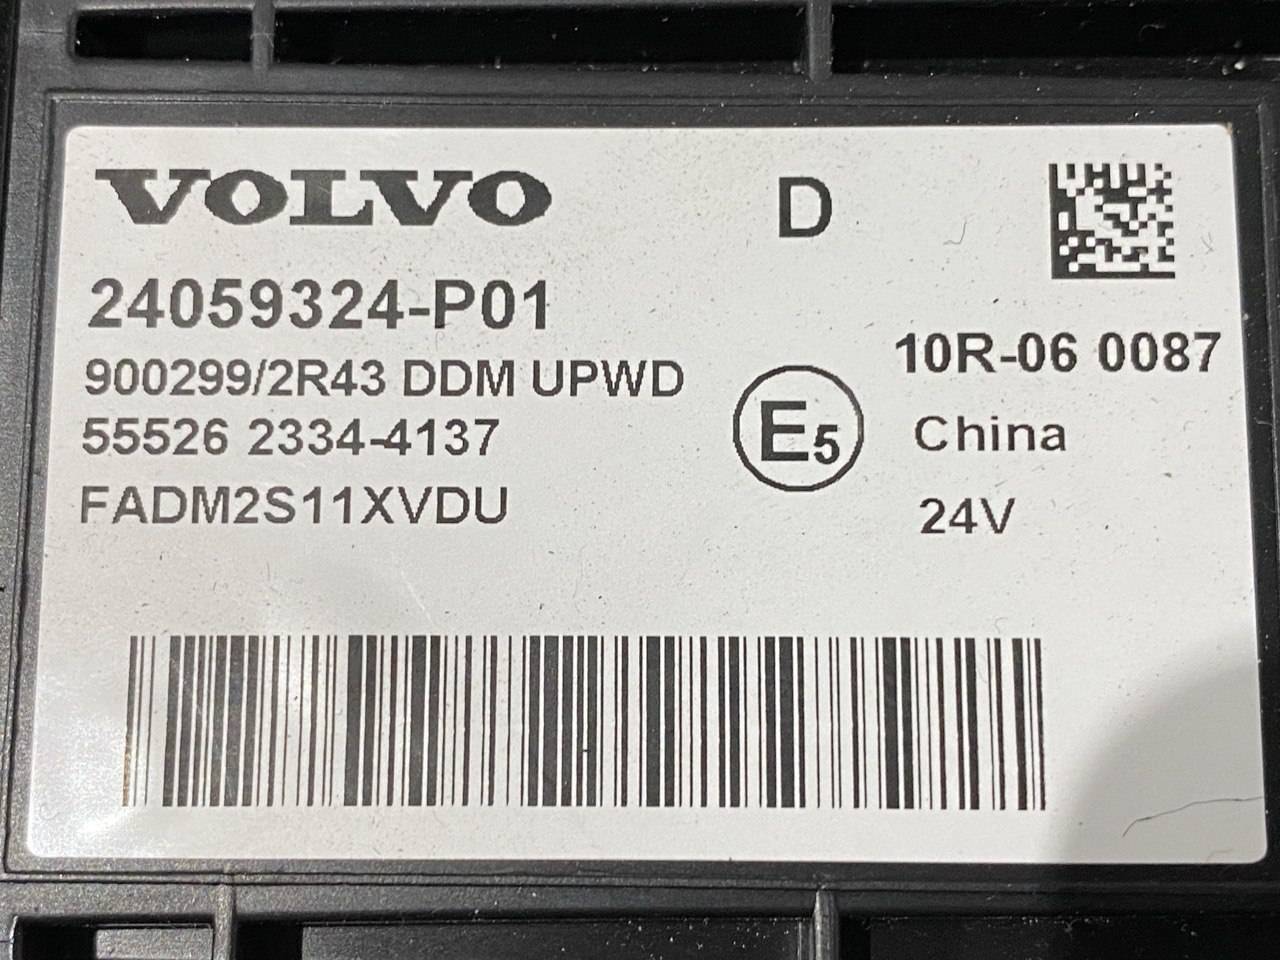 VOLVO D
24059324-P01
10R-06 0087
900299/2R43 DDM UPWD
E5
China
55526 2334-4137
FADM2S11XVDU
24V